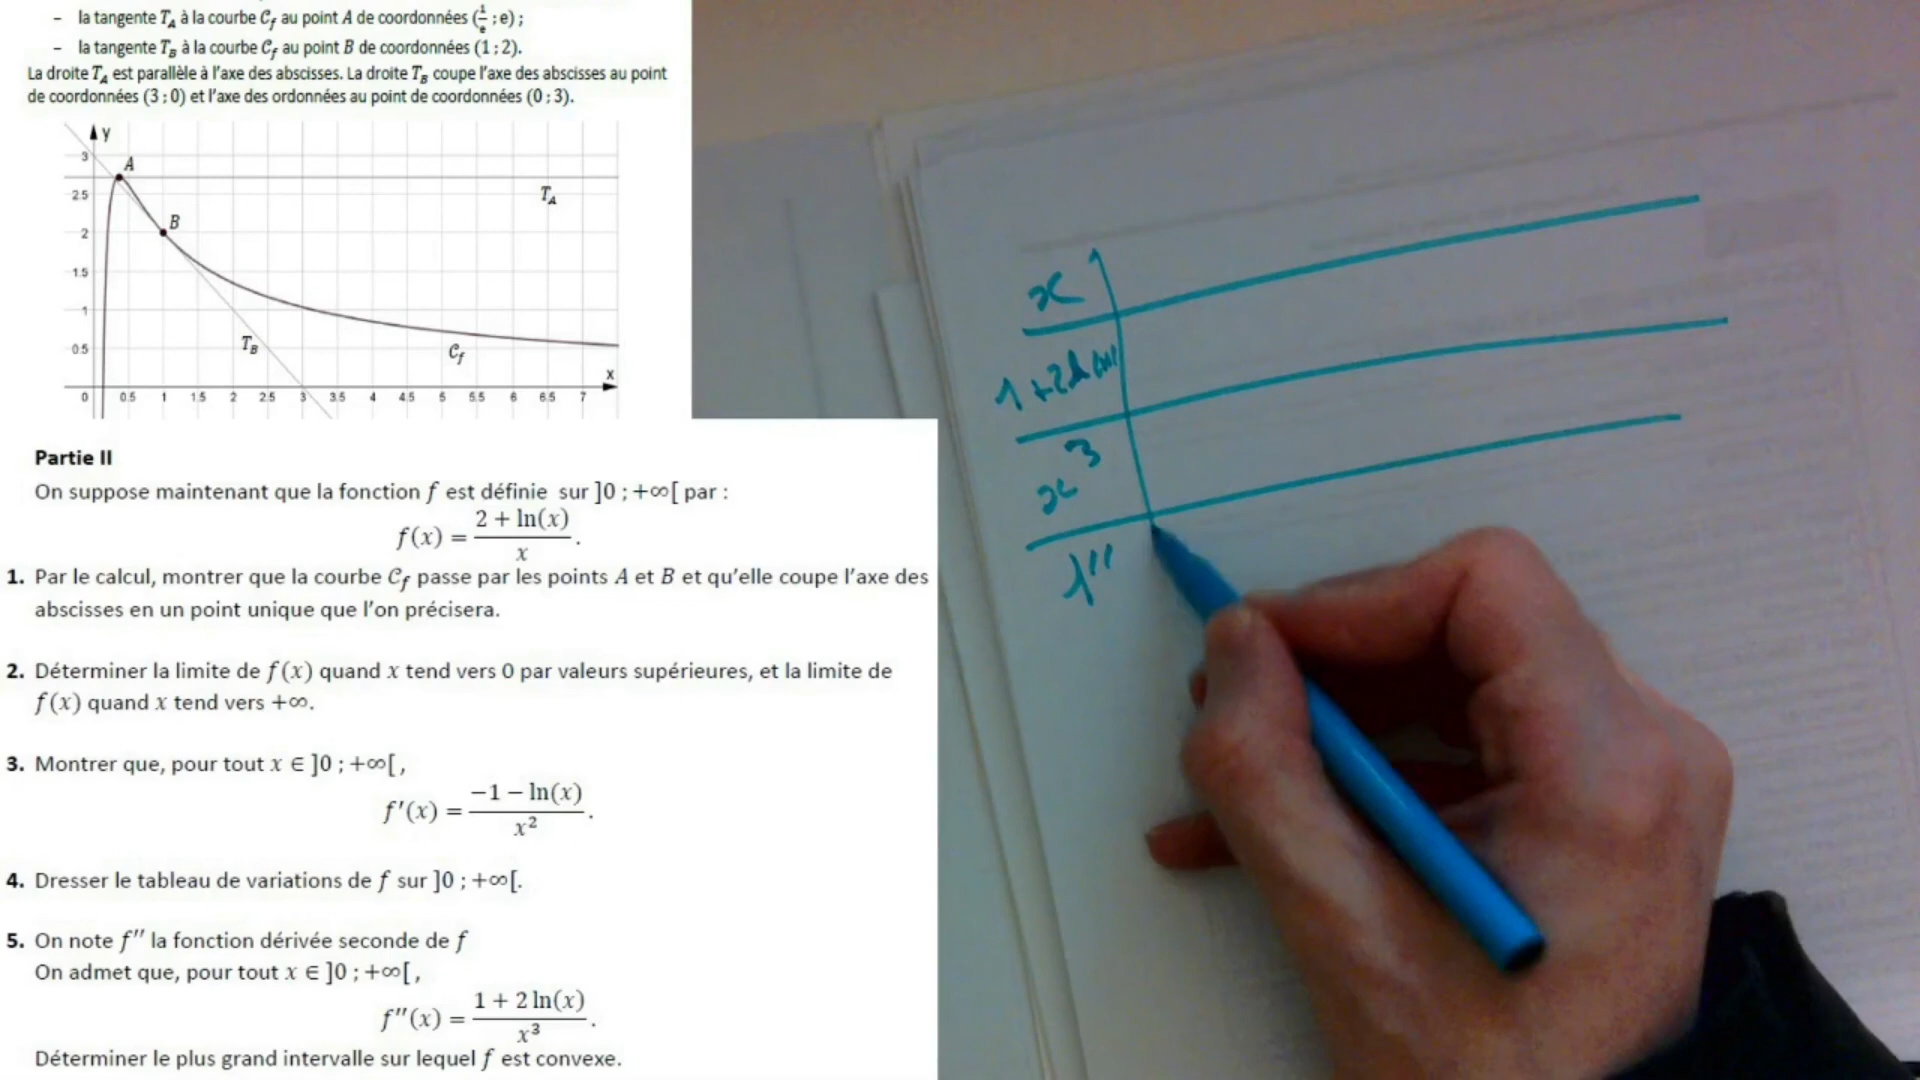 – la tangente T_A à la courbe C_f au point A de coordonnées (1/e ; e) ;
– la tangente T_B à la courbe C_f au point B de coordonnées (1 ; 2).
La droite T_A est parallèle à l'axe des abscisses. La droite T_B coupe l'axe des abscisses au point
de coordonnées (3 ; 0) et l'axe des ordonnées au point de coordonnées (0 ; 3).
y
3
A
2.5
T_A
2
B
1.5
1
0.5
T_B
C_f
x
0 0.5 1 1.5 2 2.5 3 3.5 4 4.5 5 5.5 6 6.5 7
Partie II
On suppose maintenant que la fonction f est définie sur ]0 ; +∞[ par :
f(x) = (2 + ln(x))/x .
1. Par le calcul, montrer que la courbe C_f passe par les points A et B et qu'elle coupe l'axe des
abscisses en un point unique que l'on précisera.
2. Déterminer la limite de f(x) quand x tend vers 0 par valeurs supérieures, et la limite de
f(x) quand x tend vers +∞.
3. Montrer que, pour tout x ∈ ]0 ; +∞[ ,
f'(x) = (−1 − ln(x))/x² .
4. Dresser le tableau de variations de f sur ]0 ; +∞[.
5. On note f'' la fonction dérivée seconde de f
On admet que, pour tout x ∈ ]0 ; +∞[ ,
f''(x) = (1 + 2 ln(x))/x³ .
Déterminer le plus grand intervalle sur lequel f est convexe.
x
1+2ln(x)
x³
f''